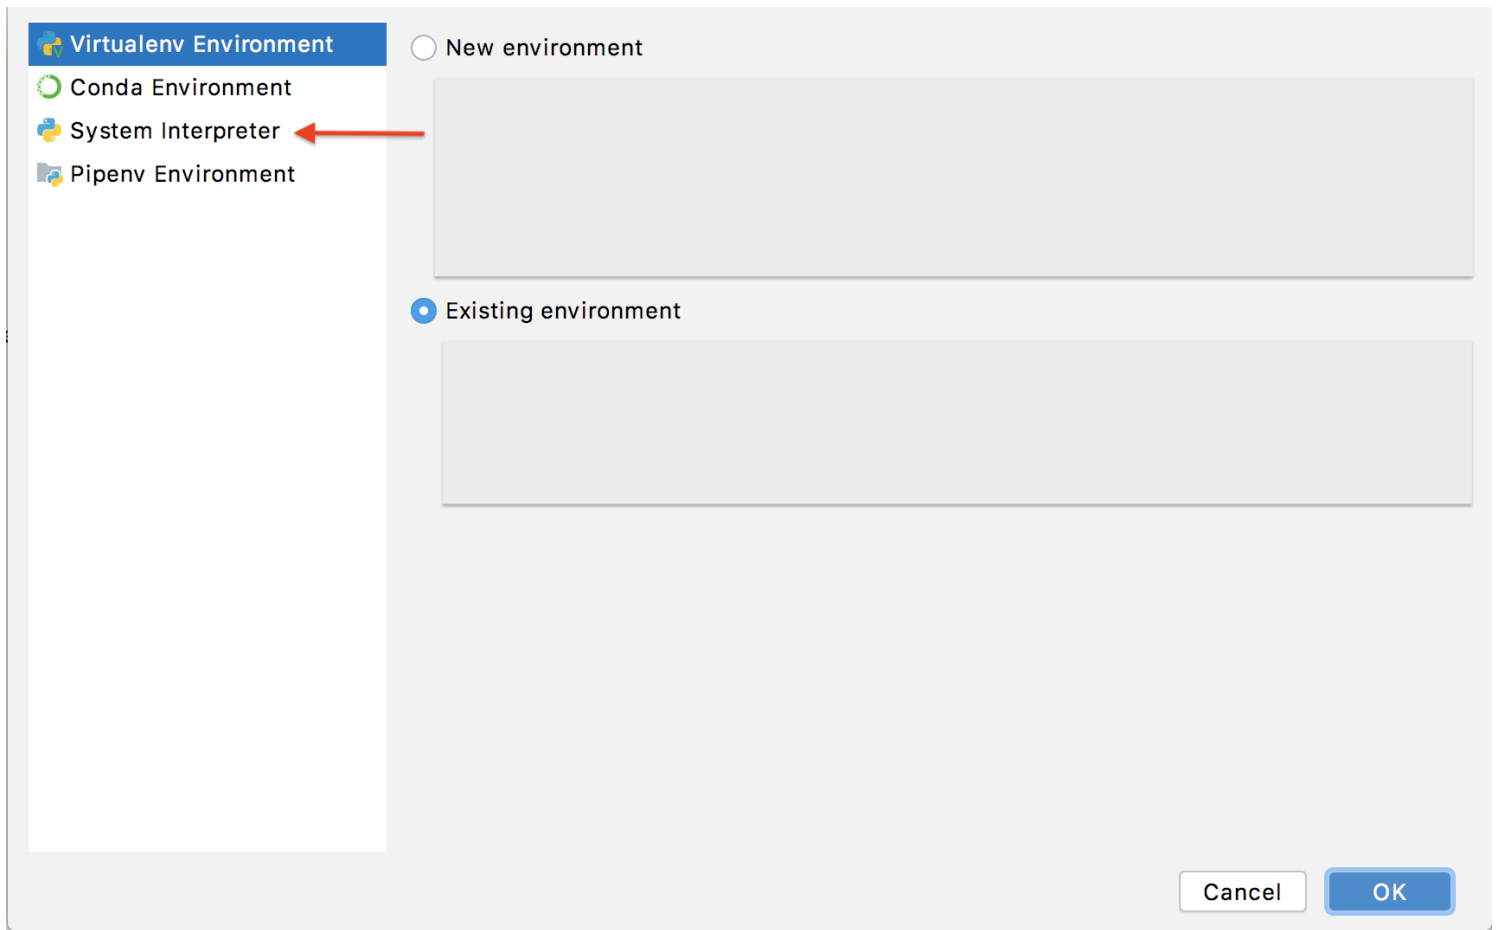 Virtualenv Environment
Conda Environment
System Interpreter
Pipenv Environment
New environment
Existing environment
Cancel
OK